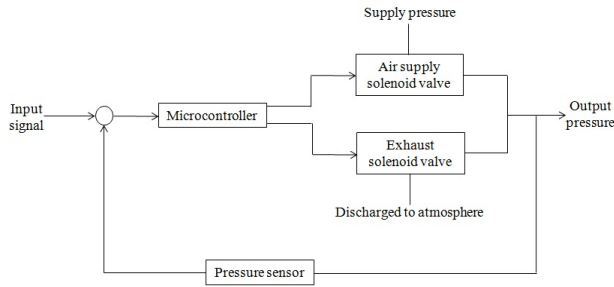 Supply pressure
Air supply
solenoid valve
Input
signal
Microcontroller
Output
pressure
Exhaust
solenoid valve
Discharged to atmosphere
Pressure sensor